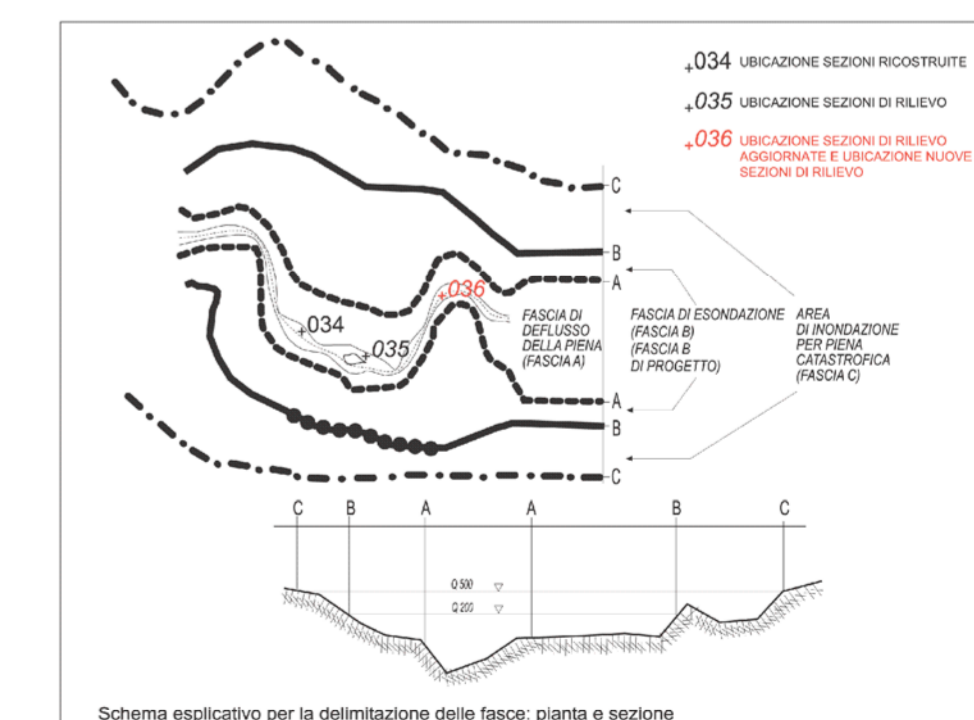 +034 UBICAZIONE SEZIONI RICOSTRUITE
+035 UBICAZIONE SEZIONI DI RILIEVO
+036 UBICAZIONE SEZIONI DI RILIEVO
AGGIORNATE E UBICAZIONE NUOVE
SEZIONI DI RILIEVO
C
B
A
+036
+034
+035
FASCIA DI
DEFLUSSO
DELLA PIENA
(FASCIA A)
FASCIA DI ESONDAZIONE
(FASCIA B)
(FASCIA B
DI PROGETTO)
AREA
DI INONDAZIONE
PER PIENA
CATASTROFICA
(FASCIA C)
A
B
C
C B A A B C
Q 500
Q 200
Schema esplicativo per la delimitazione delle fasce: pianta e sezione